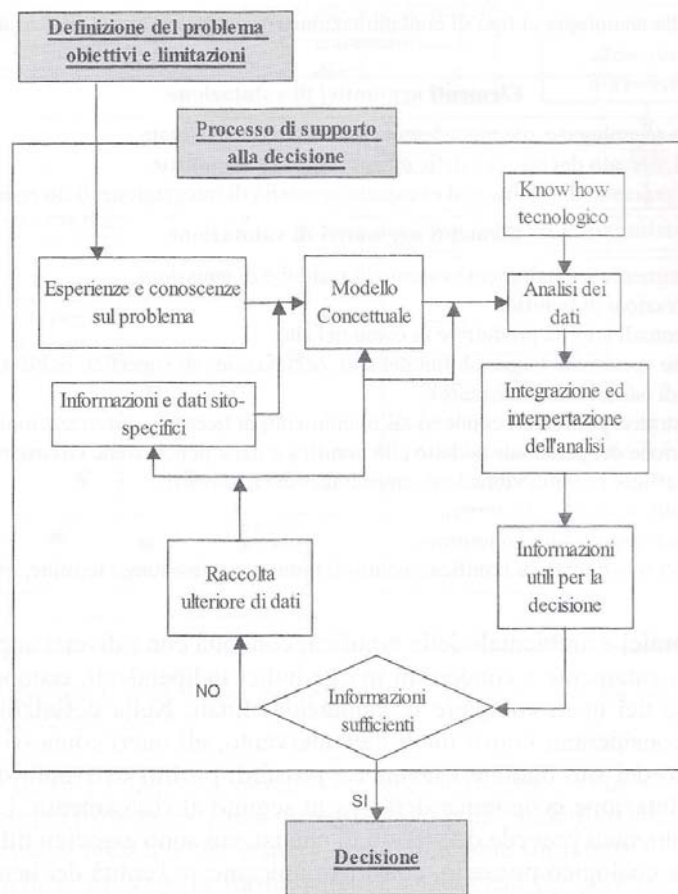 Definizione del problema
obiettivi e limitazioni
Processo di supporto
alla decisione
Know how
tecnologico
Esperienze e conoscenze
sul problema
Modello
Concettuale
Analisi dei
dati
Informazioni e dati sito-
specifici
Integrazione ed
interpertazione
dell'analisi
Raccolta
ulteriore di dati
Informazioni
utili per la
decisione
NO
Informazioni
sufficienti
SÌ
Decisione